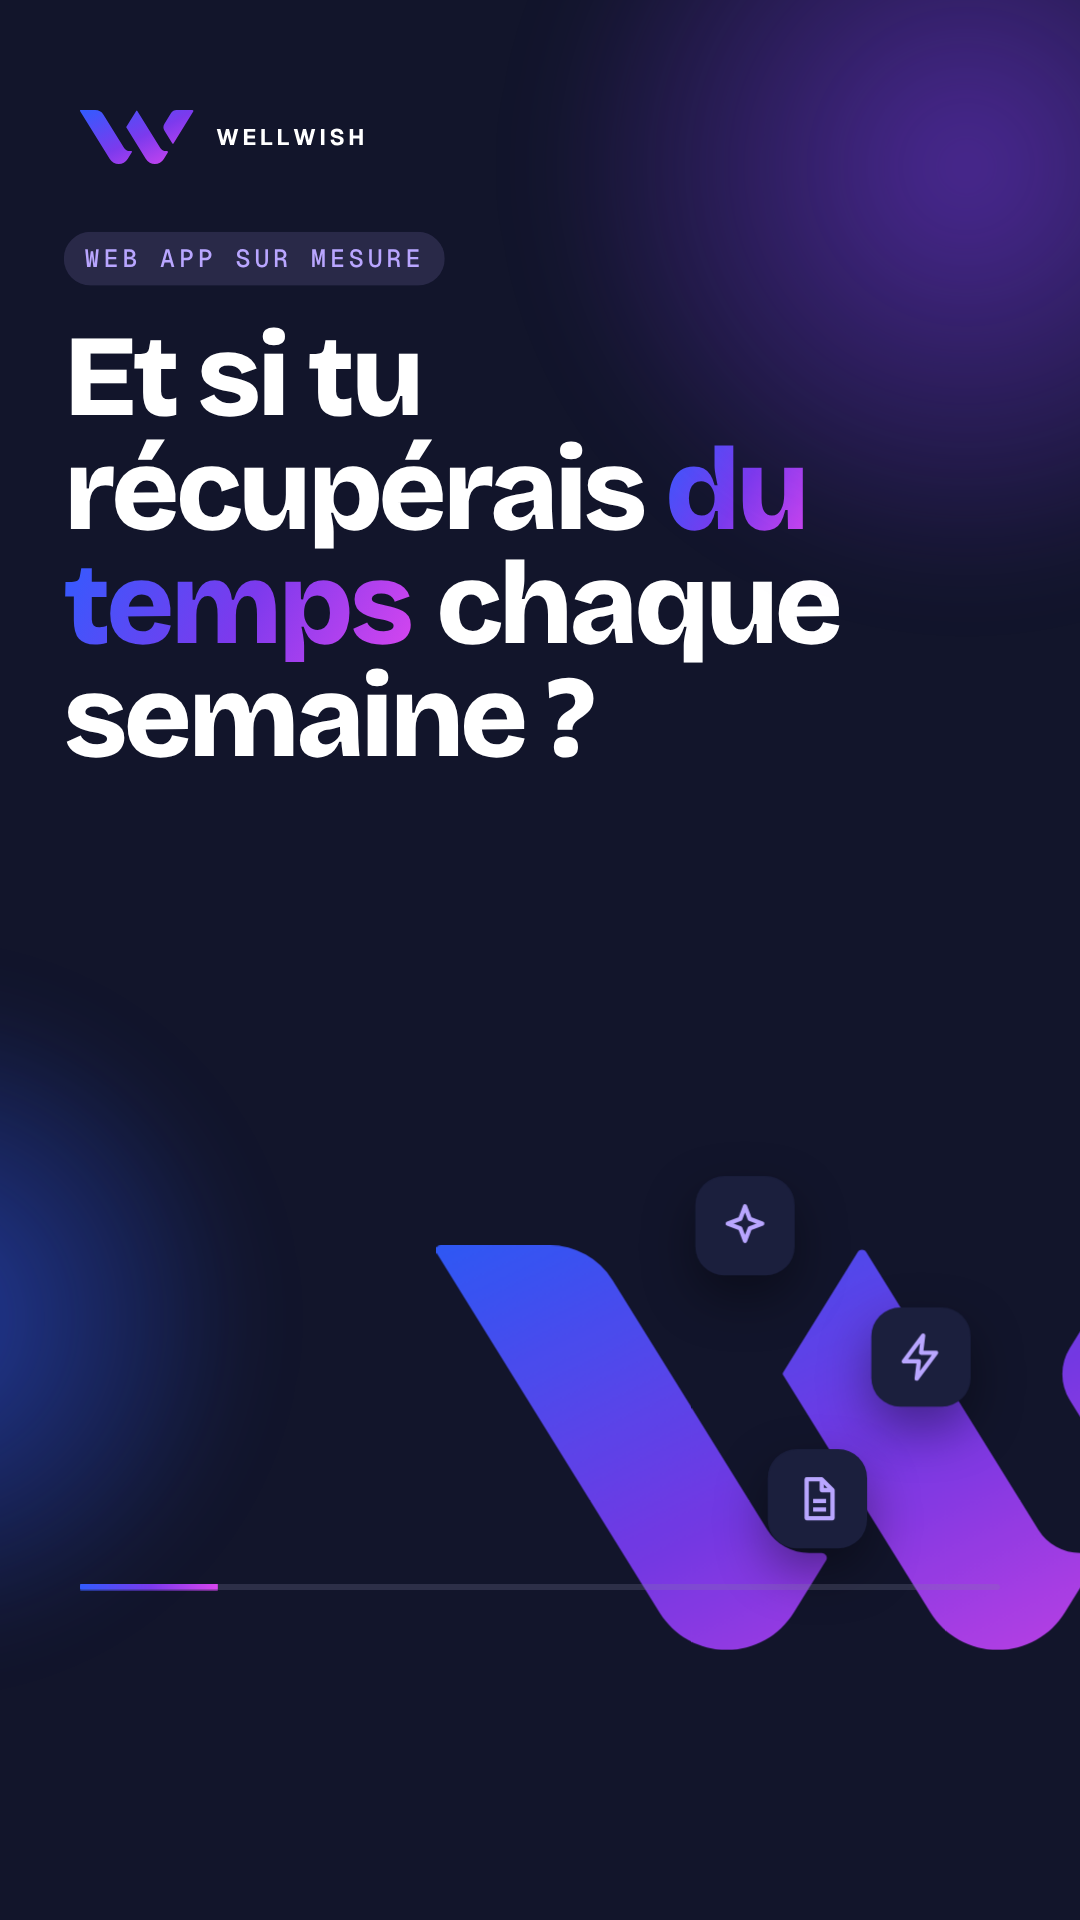 WELLWISH
WEB APP SUR MESURE
Et si tu
récupérais du
temps chaque
semaine ?